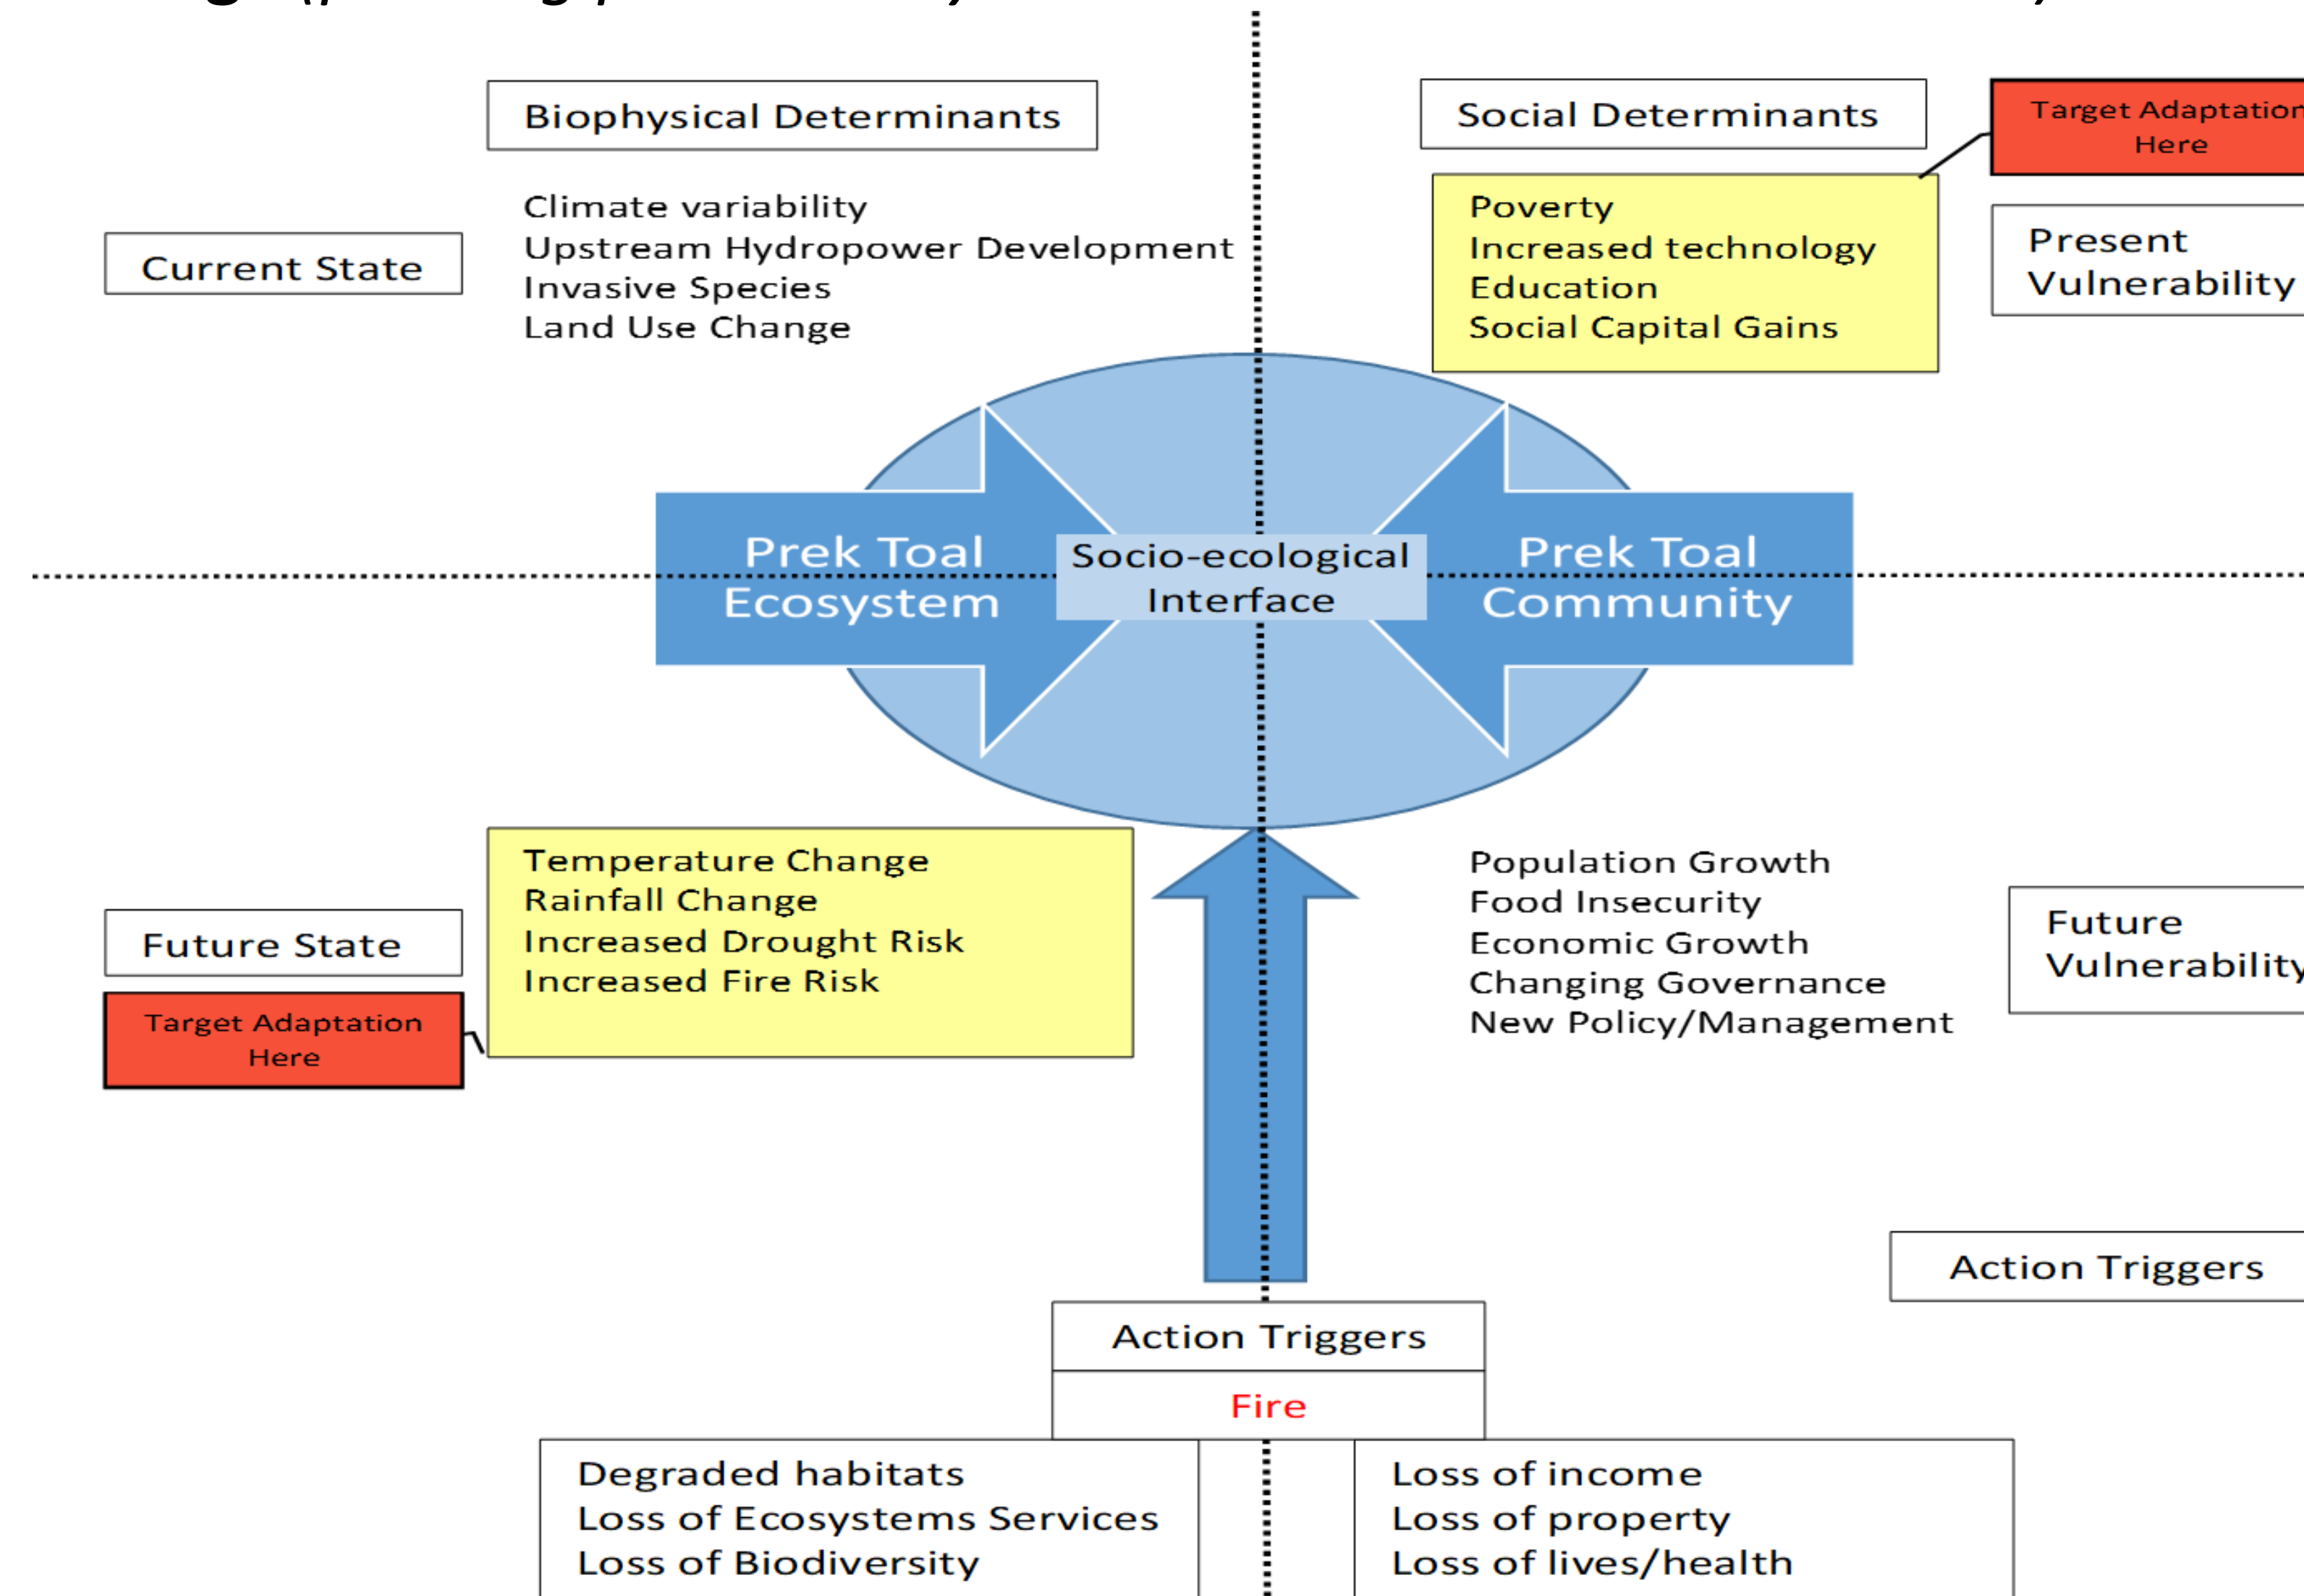 Biophysical Determinants
Social Determinants
Target Adaptation
Here
Climate variability
Upstream Hydropower Development
Invasive Species
Land Use Change
Current State
Poverty
Increased technology
Education
Social Capital Gains
Present
Vulnerability
Prek Toal
Ecosystem
Socio-ecological
Interface
Prek Toal
Community
Temperature Change
Rainfall Change
Increased Drought Risk
Increased Fire Risk
Future State
Target Adaptation
Here
Population Growth
Food Insecurity
Economic Growth
Changing Governance
New Policy/Management
Future
Vulnerability
Action Triggers
Action Triggers
Fire
Degraded habitats
Loss of Ecosystems Services
Loss of Biodiversity
Loss of income
Loss of property
Loss of lives/health